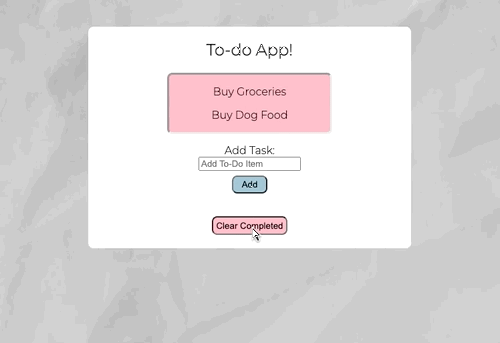 To-do App!
Buy Groceries
Buy Dog Food
Add Task:
Add To-Do Item
Add
Clear Completed